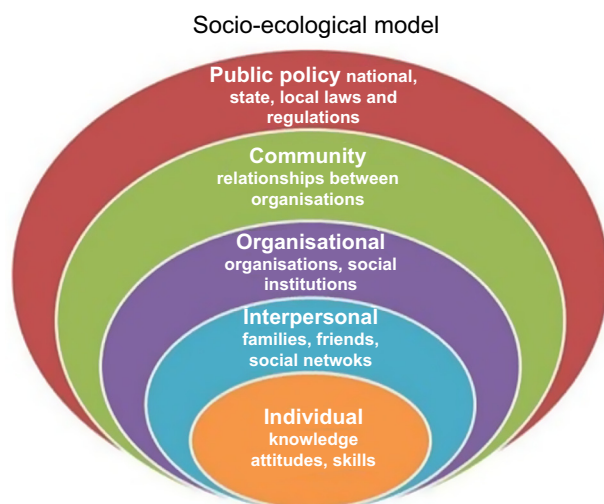 Socio-ecological model
Public policy national,
state, local laws and
regulations
Community
relationships between
organisations
Organisational
organisations, social
institutions
Interpersonal
families, friends,
social netwoks
Individual
knowledge
attitudes, skills